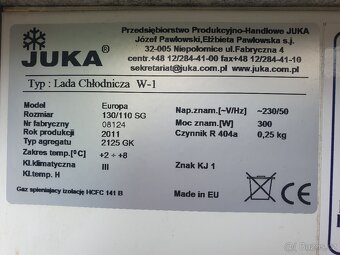 Przedsiębiorstwo Produkcyjno-Handlowe JUKA
Józef Pawłowski,Elżbieta Pawłowska s.j.
32-005 Niepołomice ul.Fabryczna 4
centr.+48 12/284-41-00 fax+48 12/284-41-10
sekretariat@juka.com.pl www.juka.com.pl
JUKA®
Typ : Lada Chłodnicza W-1
Model Europa
Rozmiar 130/110 SG
Nr fabryczny 08124
Rok produkcji 2011
Typ agregatu 2125 GK
Zakres temp.[°C] +2 ÷ +8
Kl.klimatyczna III
Kl.temp. H
Nap.znam.[~V/Hz] ~230/50
Moc znam.[W] 300
Czynnik R 404a 0,25 kg
Znak KJ 1
Made in EU
Gaz spieniający izolację HCFC 141 B
CE